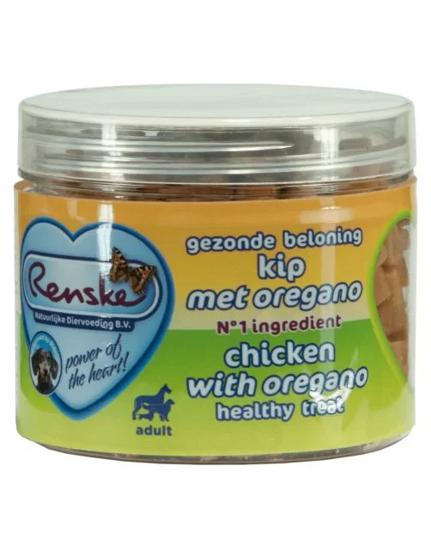 Renske
Natuurlijke Diervoeding B.V.
power of
the heart!
gezonde beloning
kip
met oregano
N°1 ingredient
chicken
with oregano
healthy treat
adult